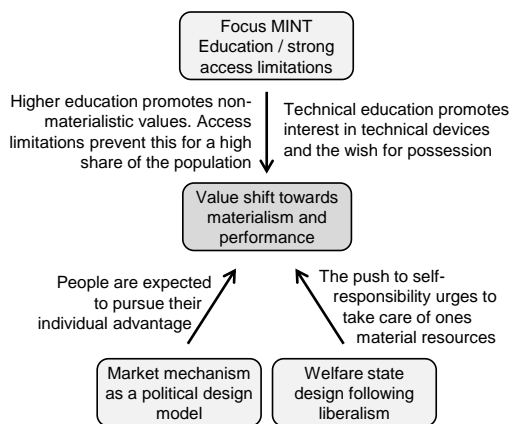 Focus MINT
Education / strong
access limitations
Higher education promotes non-
materialistic values. Access
limitations prevent this for a high
share of the population
Technical education promotes
interest in technical devices
and the wish for possession
Value shift towards
materialism and
performance
People are expected
to pursue their
individual advantage
The push to self-
responsibility urges to
take care of ones
material resources
Market mechanism
as a political design
model
Welfare state
design following
liberalism